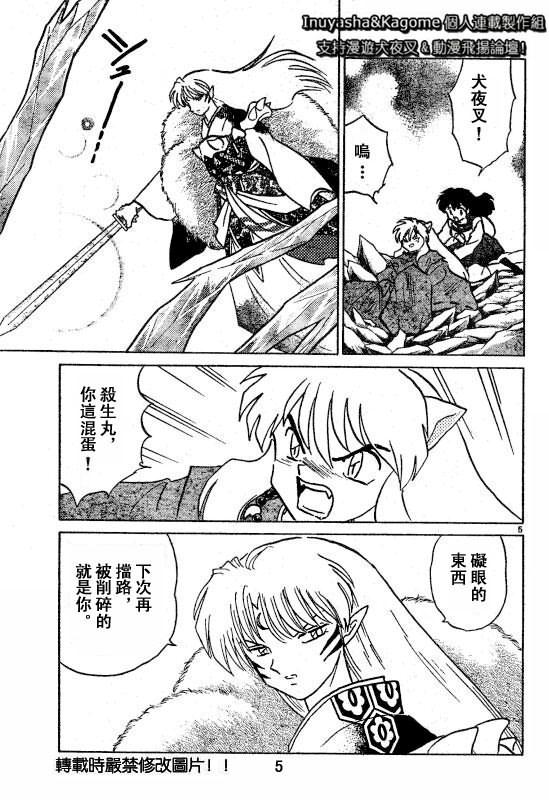 Inuyasha&Kagome 個人連載製作組
支持漫遊犬夜叉 & 動漫飛揚論壇!
犬夜叉!
嗚…
殺生丸,
你這混蛋!
5
礙眼的
東西
下次再
擋路,
被削碎的
就是你。
轉載時嚴禁修改圖片!!
5